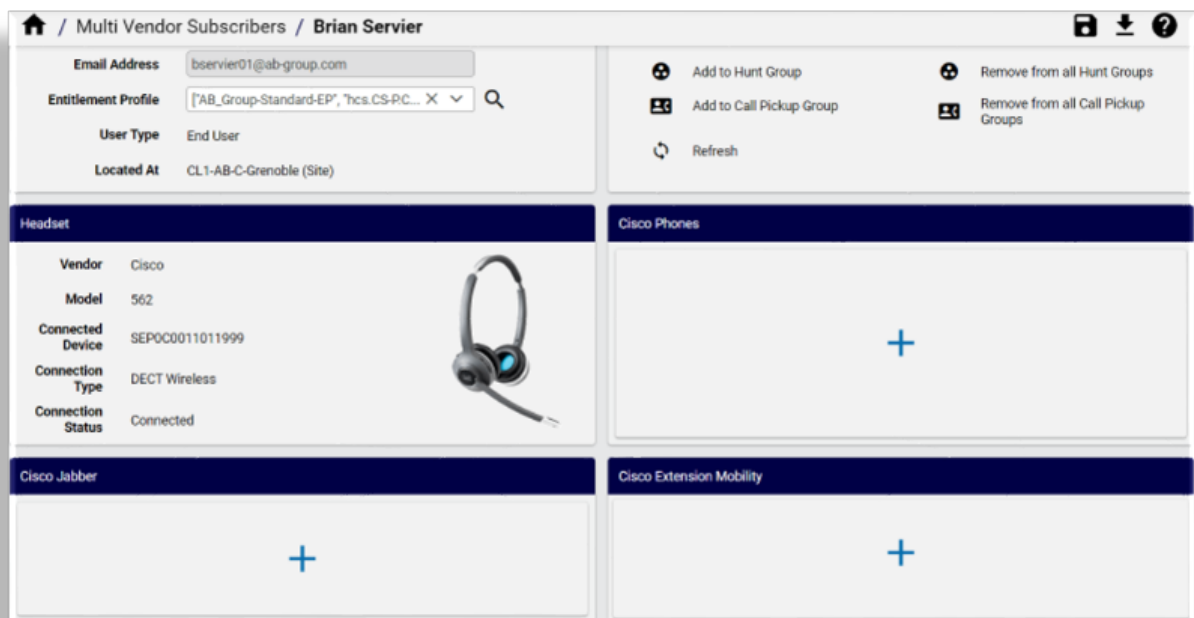 / Multi Vendor Subscribers / Brian Servier
Email Address bservier01@ab-group.com
Entitlement Profile ["AB_Group-Standard-EP", "hcs.CS-P.C...
User Type End User
Located At CL1-AB-C-Grenoble (Site)
Add to Hunt Group
Remove from all Hunt Groups
Add to Call Pickup Group
Remove from all Call Pickup
Groups
Refresh
Headset
Vendor Cisco
Model 562
Connected
Device SEP0C0011011999
Connection
Type DECT Wireless
Connection
Status Connected
Cisco Phones
+
Cisco Jabber
+
Cisco Extension Mobility
+